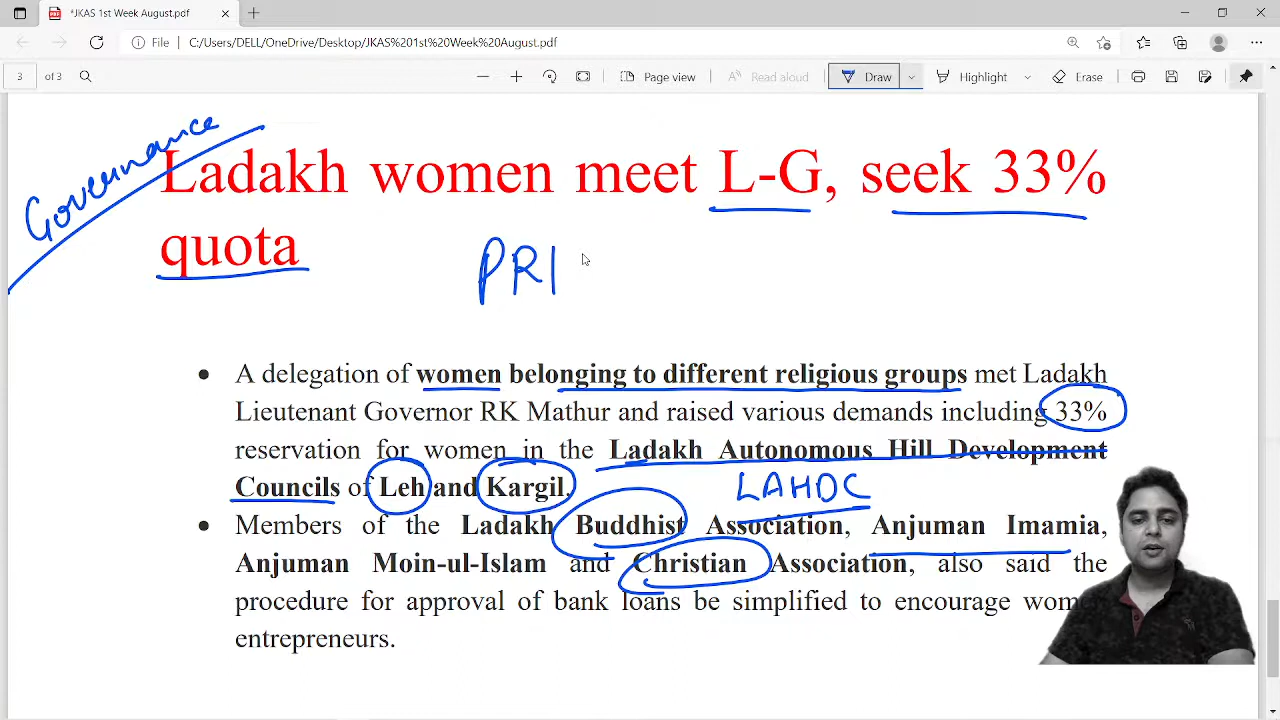 *JKAS 1st Week August.pdf
File C:/Users/DELL/OneDrive/Desktop/JKAS%201st%20Week%20August.pdf
3 of 3 Page view Read aloud Draw Highlight Erase
Governance
Ladakh women meet L-G, seek 33%
quota
PRI
• A delegation of women belonging to different religious groups met Ladakh
Lieutenant Governor RK Mathur and raised various demands including 33%
reservation for women in the Ladakh Autonomous Hill Development
Councils of Leh and Kargil.
LAHDC
• Members of the Ladakh Buddhist Association, Anjuman Imamia,
Anjuman Moin-ul-Islam and Christian Association, also said the
procedure for approval of bank loans be simplified to encourage
entrepreneurs.